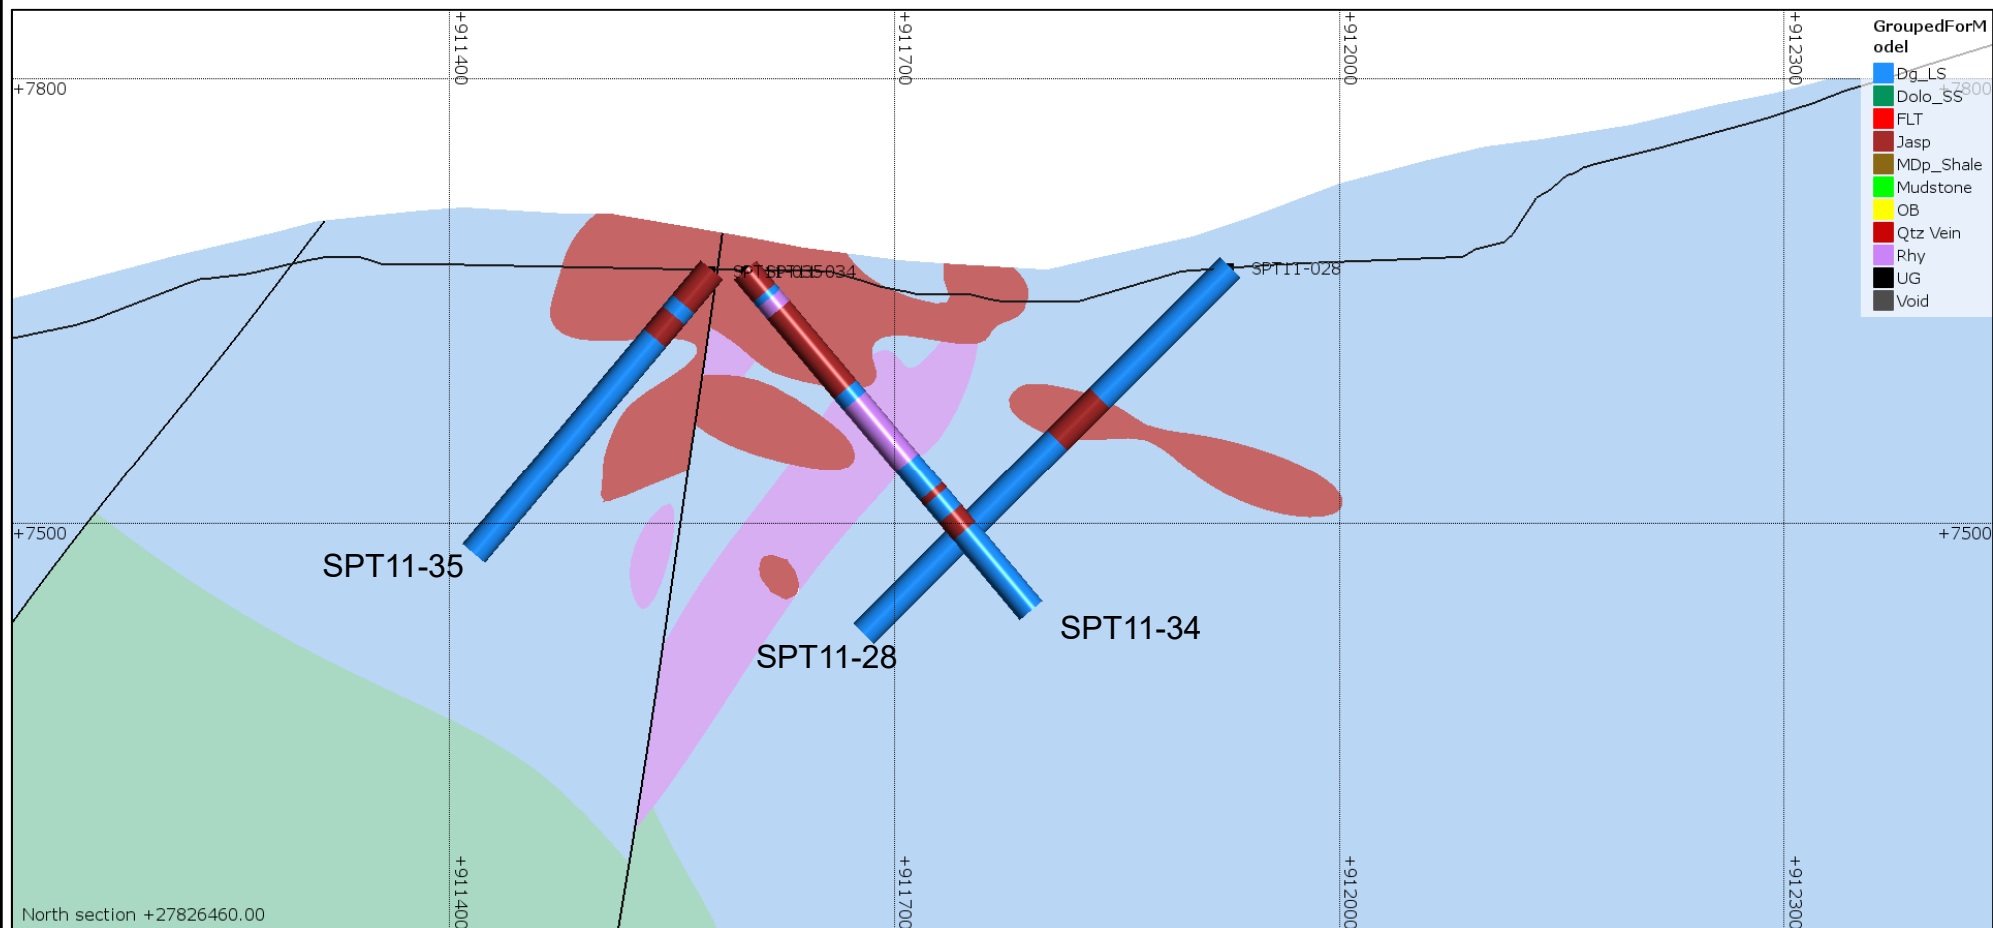 +911400
+911700
+912000
+912300
GroupedForM
odel
+7800
+7800
Dg_LS
Dolo_SS
FLT
Jasp
MDp_Shale
Mudstone
OB
Qtz Vein
Rhy
UG
Void
SPT11-028
+7500
+7500
SPT11-35
SPT11-34
SPT11-28
+911400
+911700
+912000
+912300
North section +27826460.00